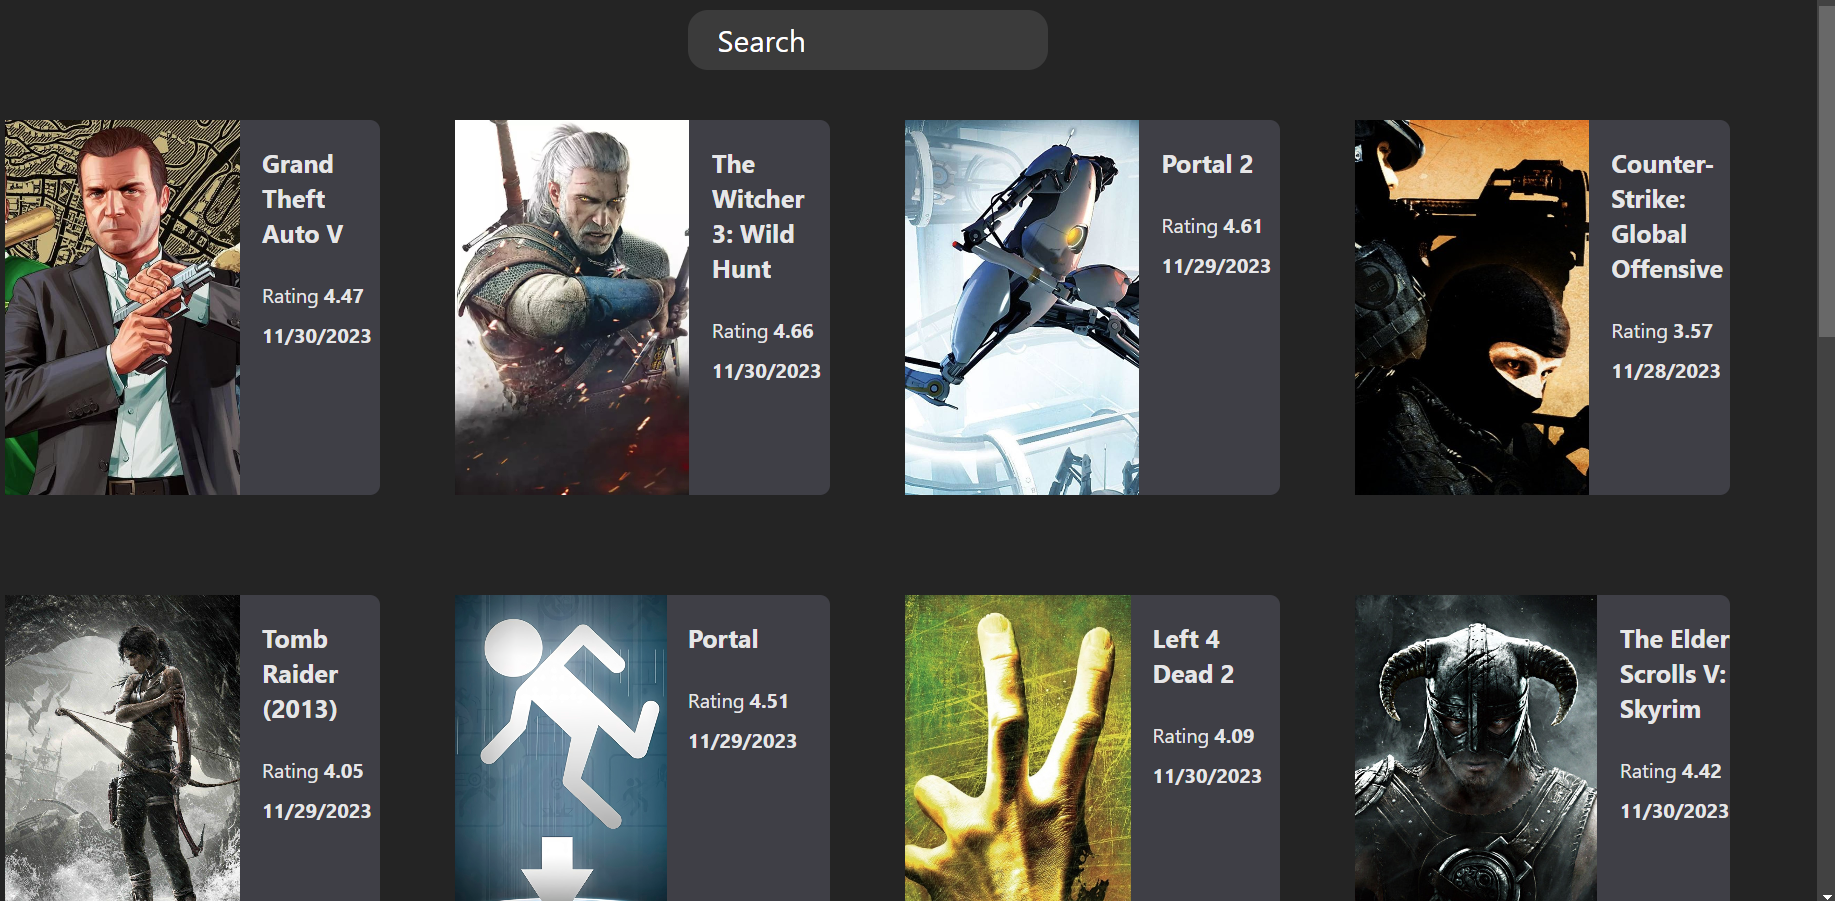 Search
Grand
Theft
Auto V
Rating 4.47
11/30/2023
The
Witcher
3: Wild
Hunt
Rating 4.66
11/30/2023
Portal 2
Rating 4.61
11/29/2023
Counter-
Strike:
Global
Offensive
Rating 3.57
11/28/2023
Tomb
Raider
(2013)
Rating 4.05
11/29/2023
Portal
Rating 4.51
11/29/2023
Left 4
Dead 2
Rating 4.09
11/30/2023
The Elder
Scrolls V:
Skyrim
Rating 4.42
11/30/2023